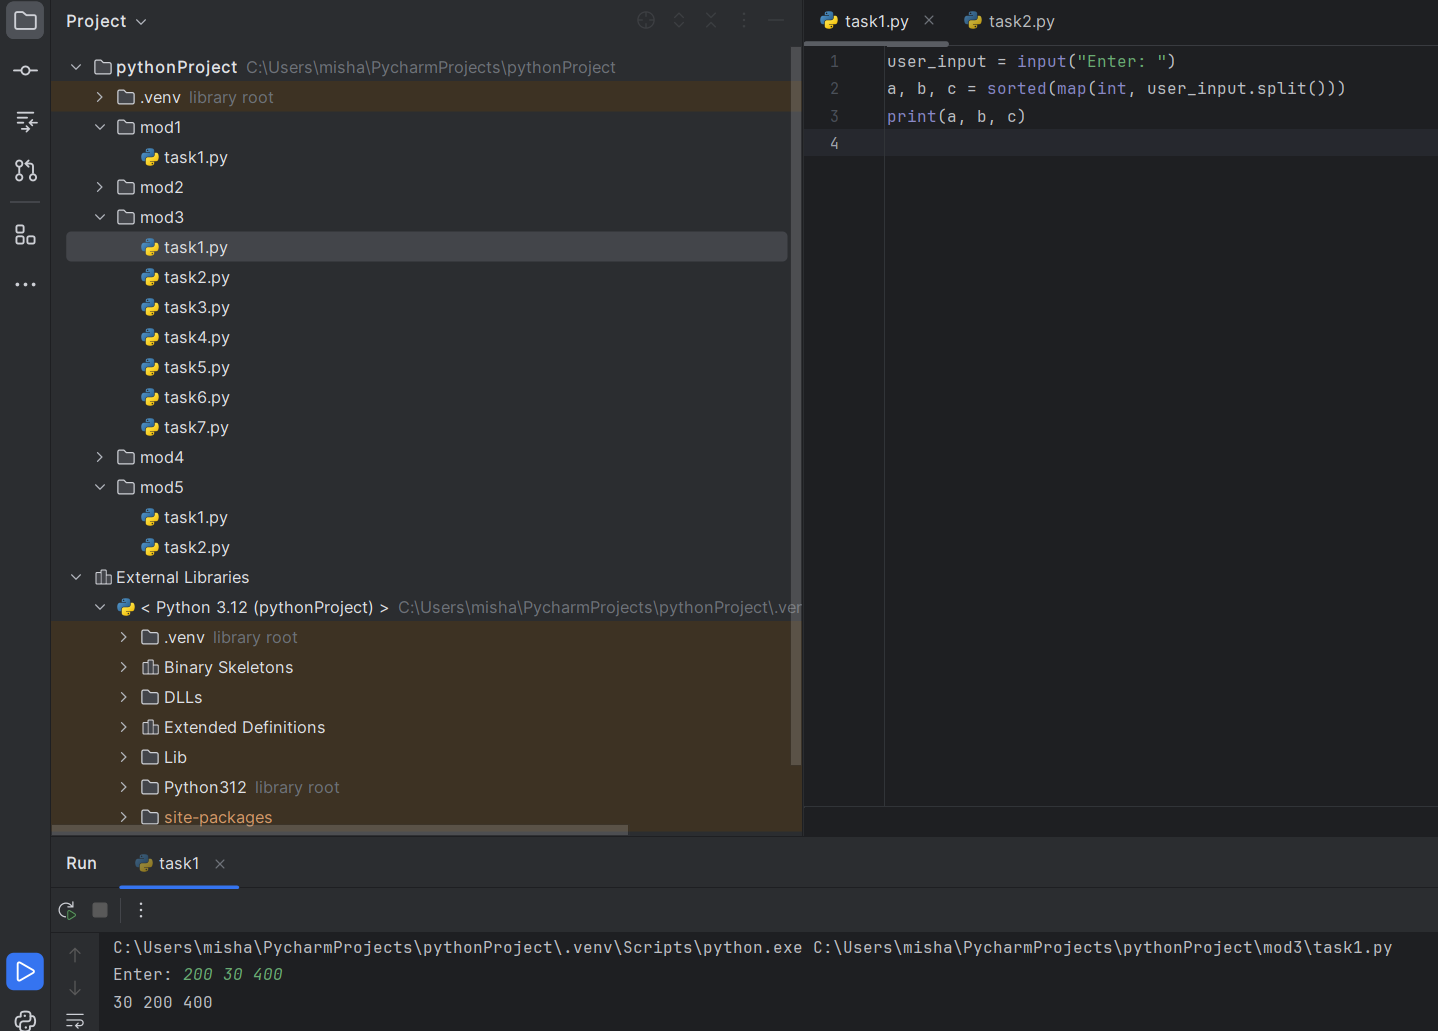 Project
pythonProject C:\Users\misha\PycharmProjects\pythonProject
.venv library root
mod1
task1.py
mod2
mod3
task1.py
task2.py
task3.py
task4.py
task5.py
task6.py
task7.py
mod4
mod5
task1.py
task2.py
External Libraries
< Python 3.12 (pythonProject) > C:\Users\misha\PycharmProjects\pythonProject\.ver
.venv library root
Binary Skeletons
DLLs
Extended Definitions
Lib
Python312 library root
site-packages
task1.py task2.py
1 user_input = input("Enter: ")
2 a, b, c = sorted(map(int, user_input.split()))
3 print(a, b, c)
4
Run task1
C:\Users\misha\PycharmProjects\pythonProject\.venv\Scripts\python.exe C:\Users\misha\PycharmProjects\pythonProject\mod3\task1.py
Enter: 200 30 400
30 200 400